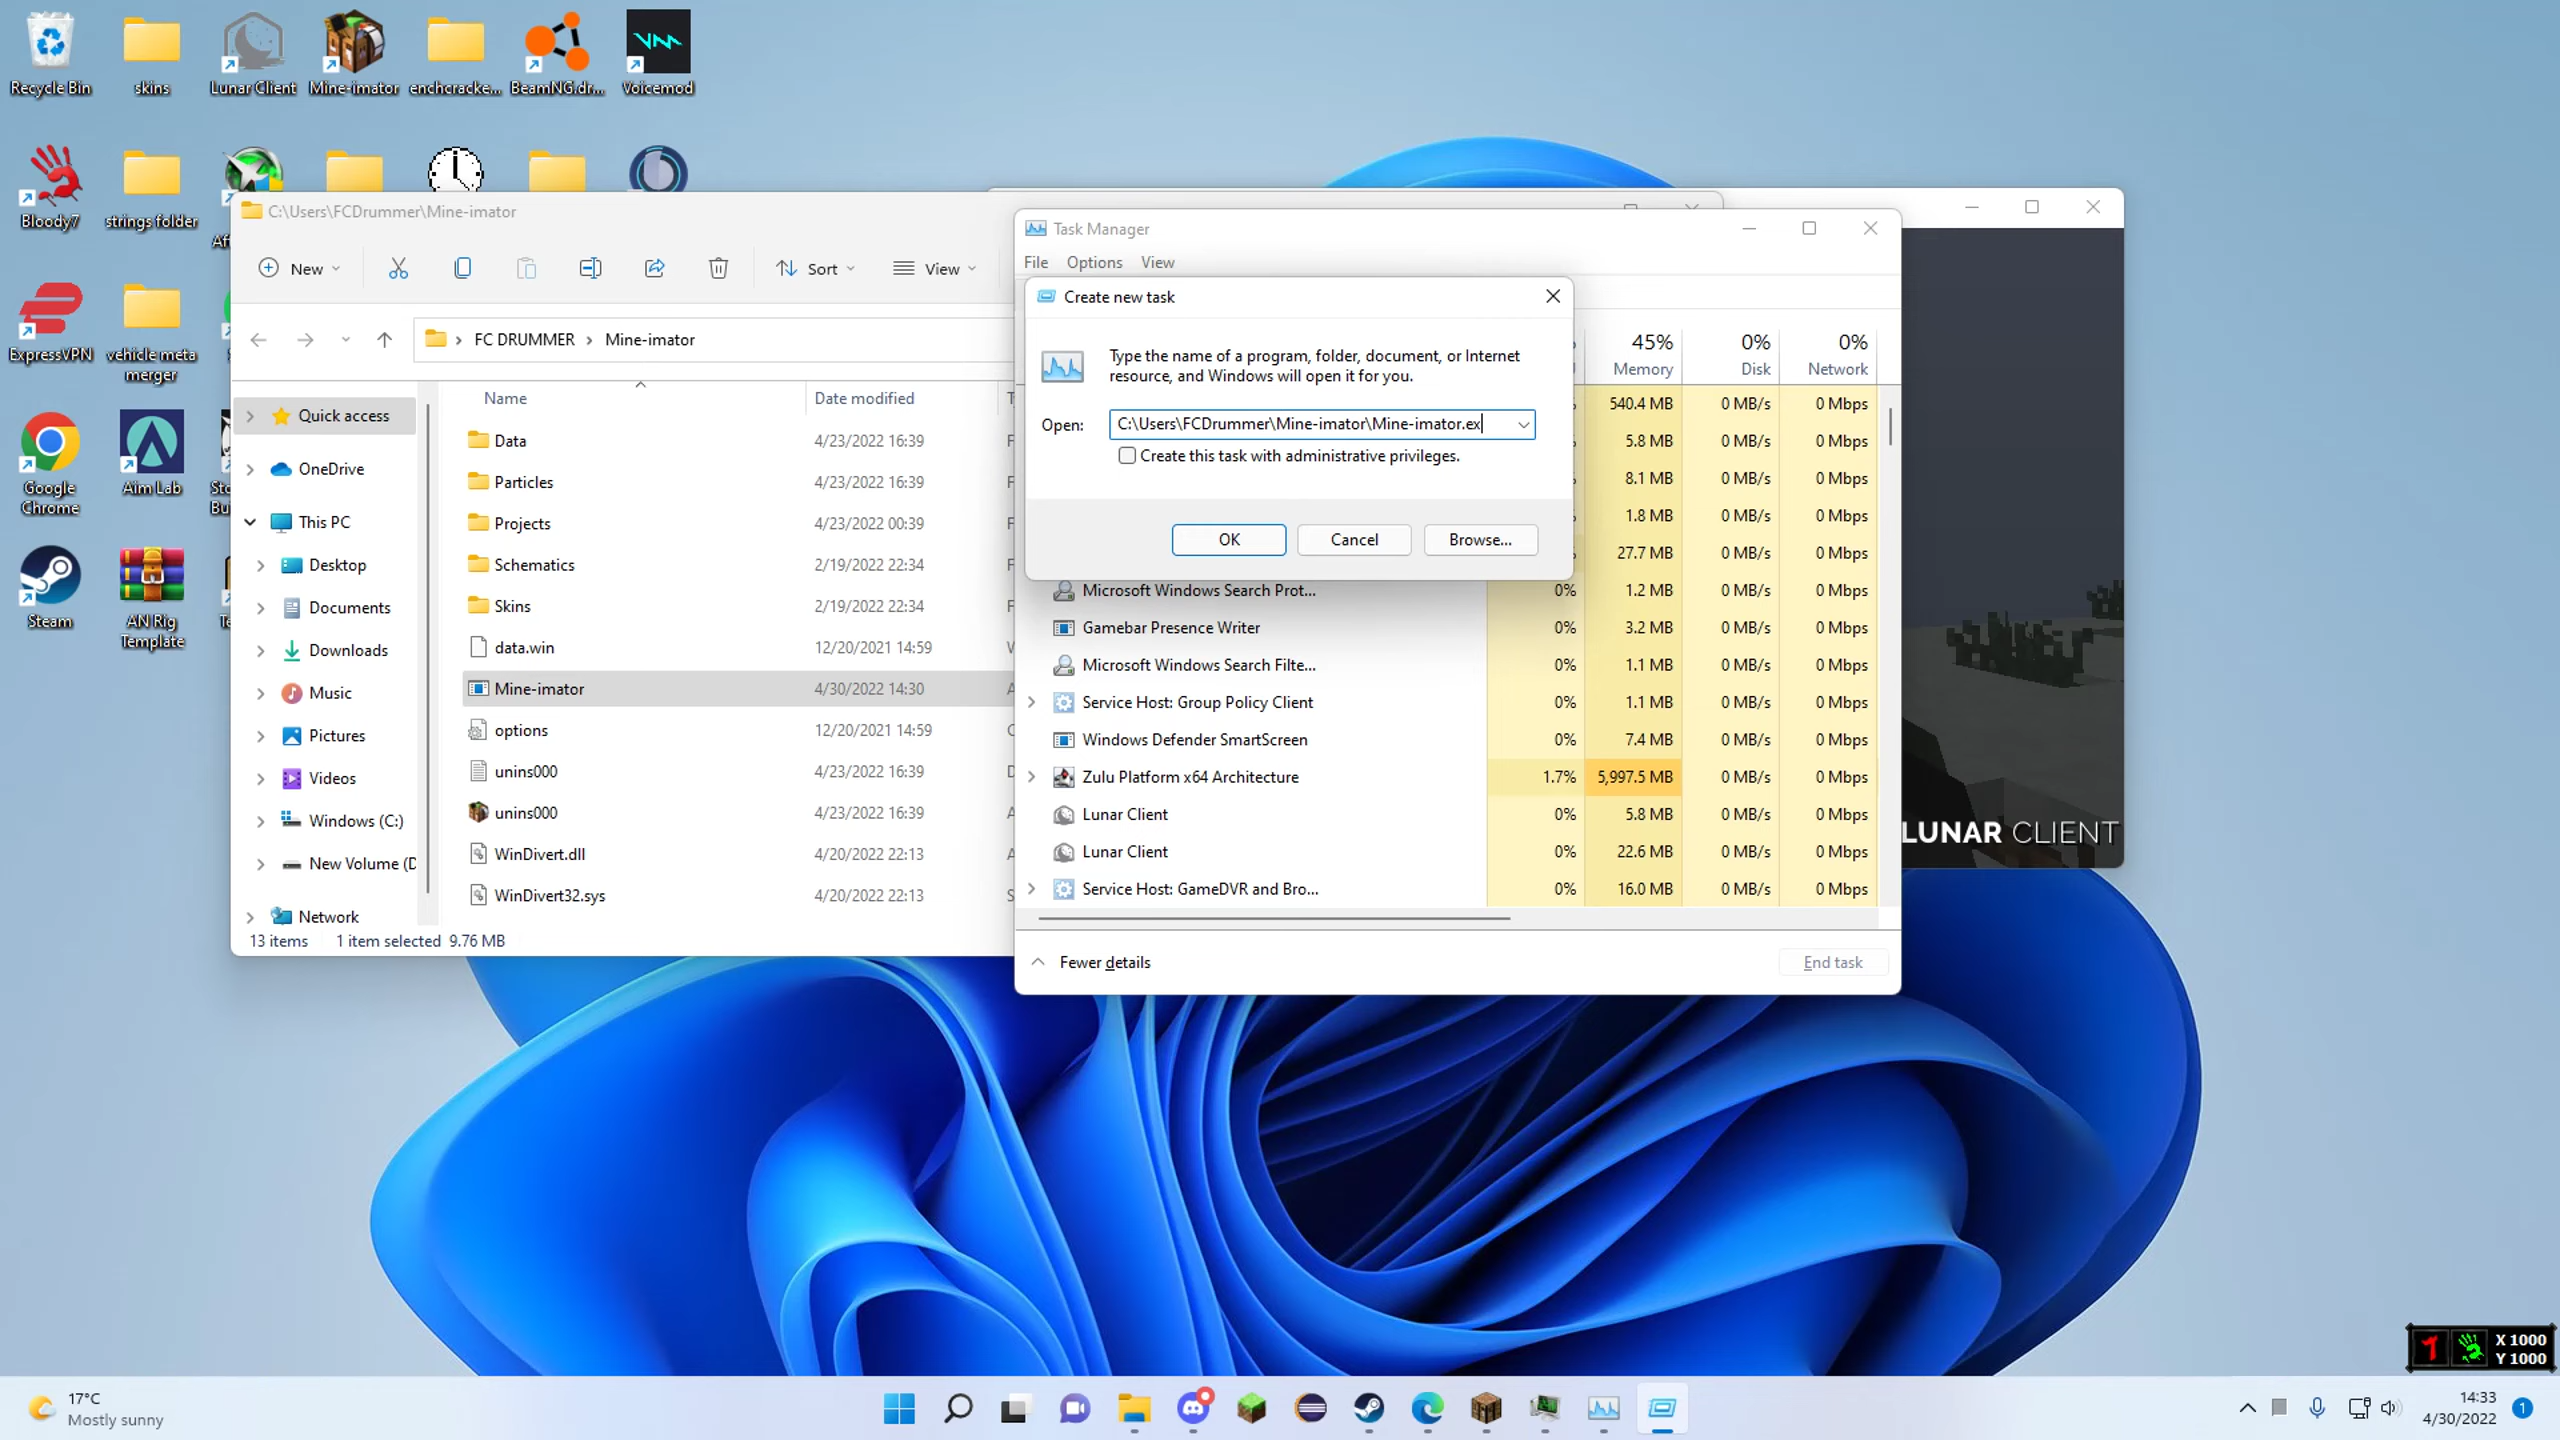 Recycle Bin
skins
Lunar Client
Mine-imator
enchcracke...
BeamNG.dr...
Voicemod
Bloody7
strings folder
ExpressVPN
vehicle meta
merger
Google
Chrome
Aim Lab
Steam
AN Rig
Template
C:\Users\FCDrummer\Mine-imator
New
Sort
View
FC DRUMMER
Mine-imator
Name
Date modified
Quick access
OneDrive
This PC
Desktop
Documents
Downloads
Music
Pictures
Videos
Windows (C:)
New Volume (D
Network
Data 4/23/2022 16:39
Particles 4/23/2022 16:39
Projects 4/23/2022 00:39
Schematics 2/19/2022 22:34
Skins 2/19/2022 22:34
data.win 12/20/2021 14:59
Mine-imator 4/30/2022 14:30
options 12/20/2021 14:59
unins000 4/23/2022 16:39
unins000 4/23/2022 16:39
WinDivert.dll 4/20/2022 22:13
WinDivert32.sys 4/20/2022 22:13
13 items 1 item selected 9.76 MB
Task Manager
File Options View
Create new task
Type the name of a program, folder, document, or Internet
resource, and Windows will open it for you.
Open: C:\Users\FCDrummer\Mine-imator\Mine-imator.ex
Create this task with administrative privileges.
OK Cancel Browse...
45% 0% 0%
Memory Disk Network
540.4 MB 0 MB/s 0 Mbps
5.8 MB 0 MB/s 0 Mbps
8.1 MB 0 MB/s 0 Mbps
1.8 MB 0 MB/s 0 Mbps
27.7 MB 0 MB/s 0 Mbps
Microsoft Windows Search Prot... 0% 1.2 MB 0 MB/s 0 Mbps
Gamebar Presence Writer 0% 3.2 MB 0 MB/s 0 Mbps
Microsoft Windows Search Filte... 0% 1.1 MB 0 MB/s 0 Mbps
Service Host: Group Policy Client 0% 1.1 MB 0 MB/s 0 Mbps
Windows Defender SmartScreen 0% 7.4 MB 0 MB/s 0 Mbps
Zulu Platform x64 Architecture 1.7% 5,997.5 MB 0 MB/s 0 Mbps
Lunar Client 0% 5.8 MB 0 MB/s 0 Mbps
Lunar Client 0% 22.6 MB 0 MB/s 0 Mbps
Service Host: GameDVR and Bro... 0% 16.0 MB 0 MB/s 0 Mbps
Fewer details
End task
LUNAR CLIENT
X 1000
Y 1000
17°C
Mostly sunny
14:33
4/30/2022
1